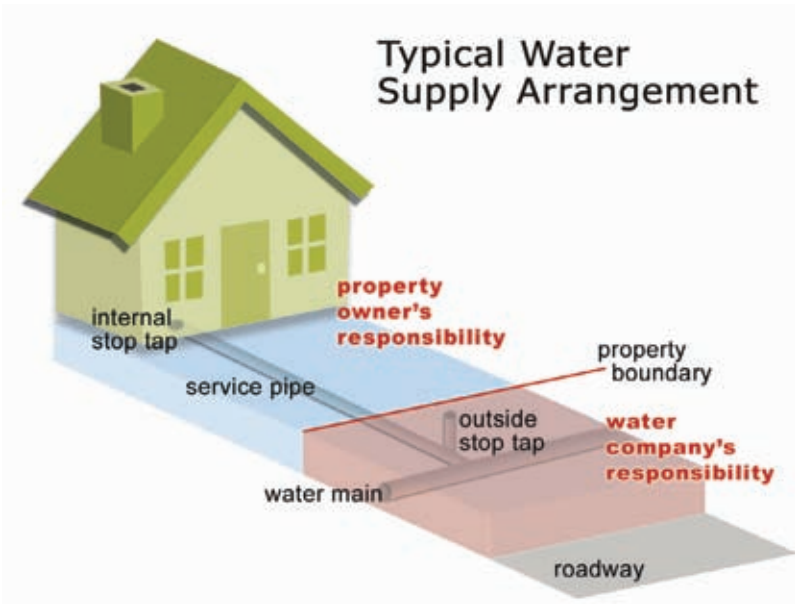 Typical Water
Supply Arrangement
property
owner's
responsibility
internal
stop tap
service pipe
property
boundary
outside
stop tap
water
company's
responsibility
water main
roadway